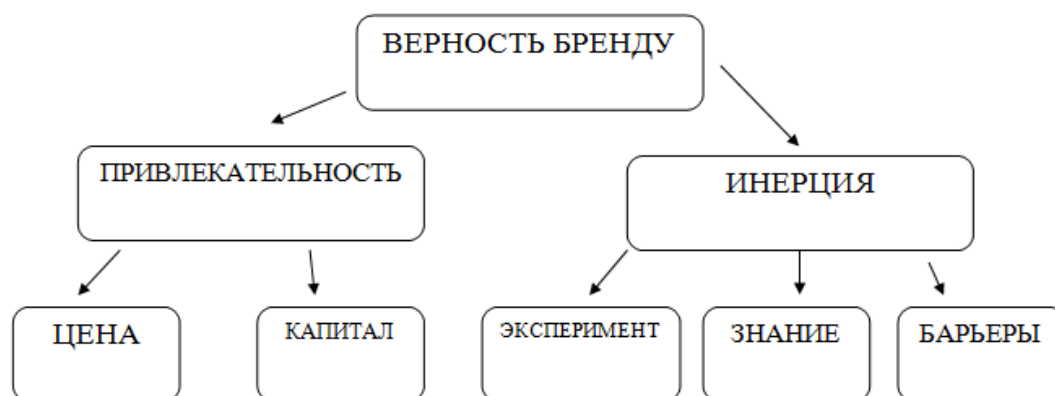 ВЕРНОСТЬ БРЕНДУ
ПРИВЛЕКАТЕЛЬНОСТЬ
ИНЕРЦИЯ
ЦЕНА
КАПИТАЛ
ЭКСПЕРИМЕНТ
ЗНАНИЕ
БАРЬЕРЫ